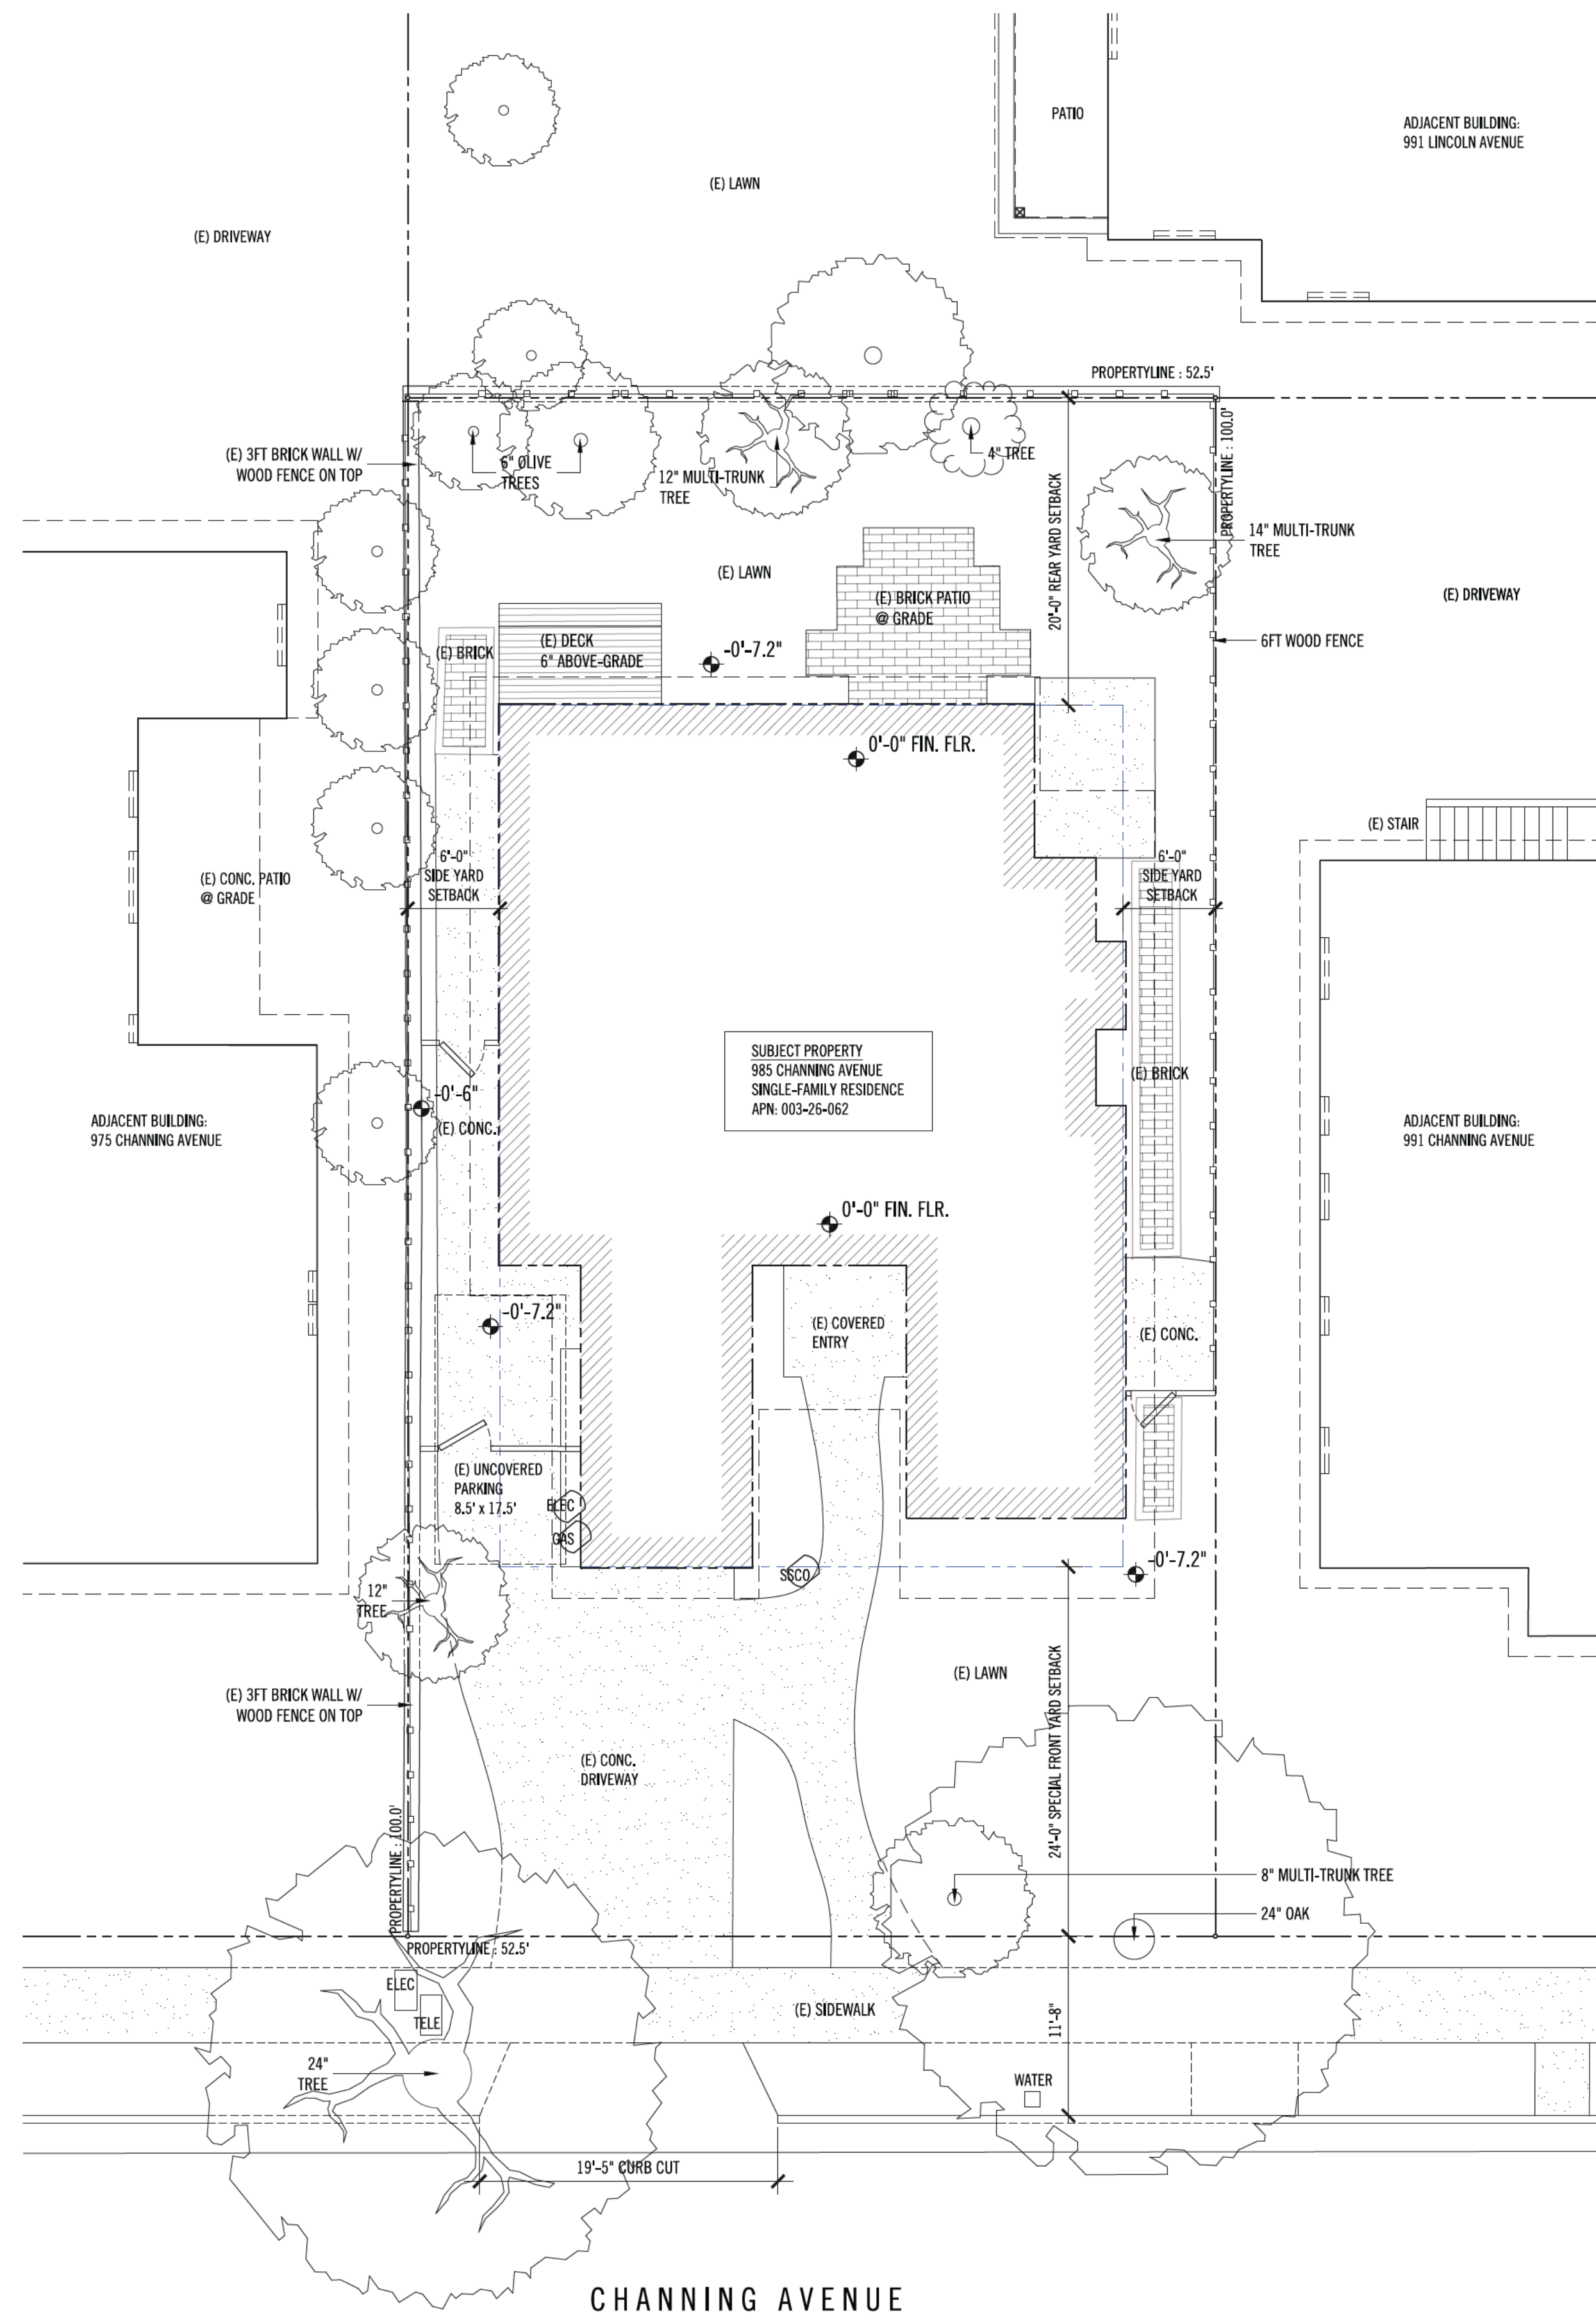 PATIO
ADJACENT BUILDING:
991 LINCOLN AVENUE
(E) LAWN
(E) DRIVEWAY
PROPERTYLINE : 52.5'
PROPERTYLINE : 100.0'
(E) 3FT BRICK WALL W/
WOOD FENCE ON TOP
6" OLIVE
TREES
12" MULTI-TRUNK
TREE
4" TREE
20'-0" REAR YARD SETBACK
14" MULTI-TRUNK
TREE
(E) LAWN
(E) BRICK PATIO
@ GRADE
(E) DRIVEWAY
(E) BRICK
(E) DECK
6" ABOVE-GRADE
-0'-7.2"
6FT WOOD FENCE
0'-0" FIN. FLR.
(E) STAIR
6'-0"
SIDE YARD
SETBACK
6'-0"
SIDE YARD
SETBACK
(E) CONC. PATIO
@ GRADE
SUBJECT PROPERTY
985 CHANNING AVENUE
SINGLE-FAMILY RESIDENCE
APN: 003-26-062
(E) BRICK
-0'-6"
(E) CONC.
ADJACENT BUILDING:
975 CHANNING AVENUE
ADJACENT BUILDING:
991 CHANNING AVENUE
0'-0" FIN. FLR.
-0'-7.2"
(E) COVERED
ENTRY
(E) CONC.
(E) UNCOVERED
PARKING
8.5' x 17.5'
ELEC
GAS
SSCO
-0'-7.2"
12"
TREE
(E) LAWN
(E) 3FT BRICK WALL W/
WOOD FENCE ON TOP
24'-0" SPECIAL FRONT YARD SETBACK
(E) CONC.
DRIVEWAY
PROPERTYLINE : 100.0'
8" MULTI-TRUNK TREE
24" OAK
PROPERTYLINE : 52.5'
ELEC
TELE
(E) SIDEWALK
11'-8"
24"
TREE
WATER
19'-5" CURB CUT
CHANNING AVENUE